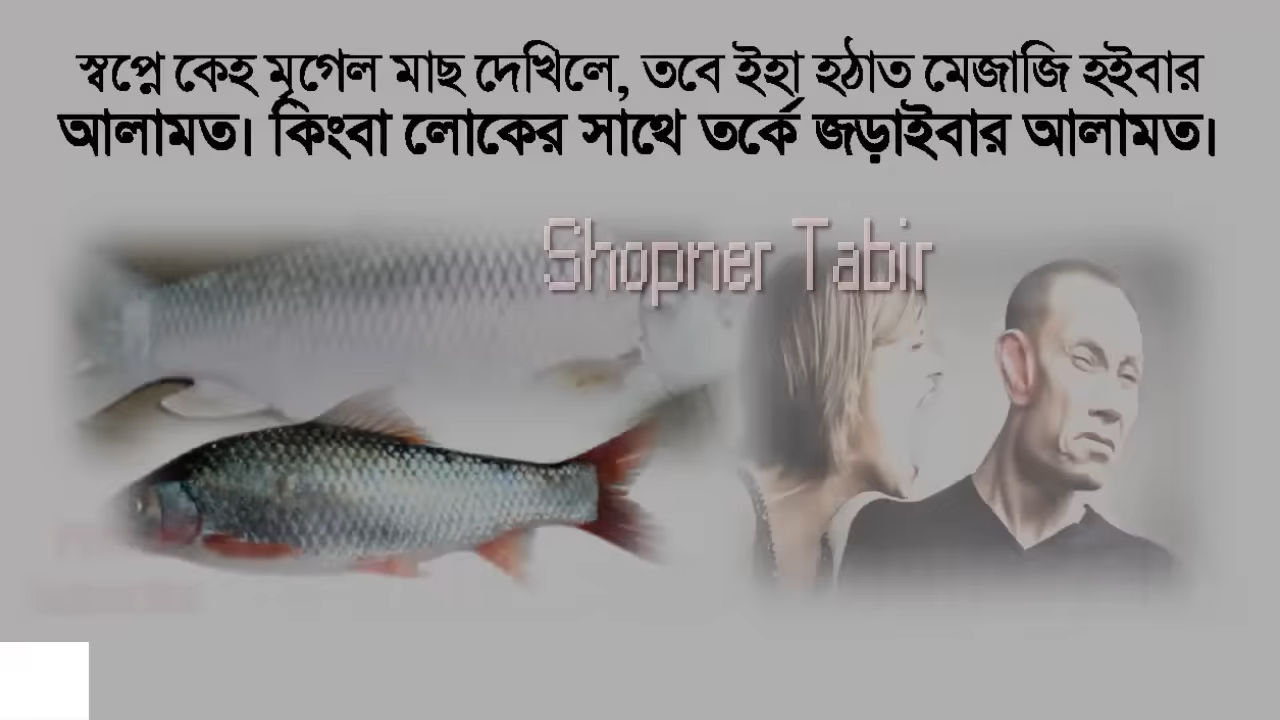 স্বপ্নে কেহ মৃগেল মাছ দেখিলে, তবে ইহা হঠাত মেজাজি হইবার
আলামত। কিংবা লোকের সাথে তর্কে জড়াইবার আলামত।
Shopner Tabir